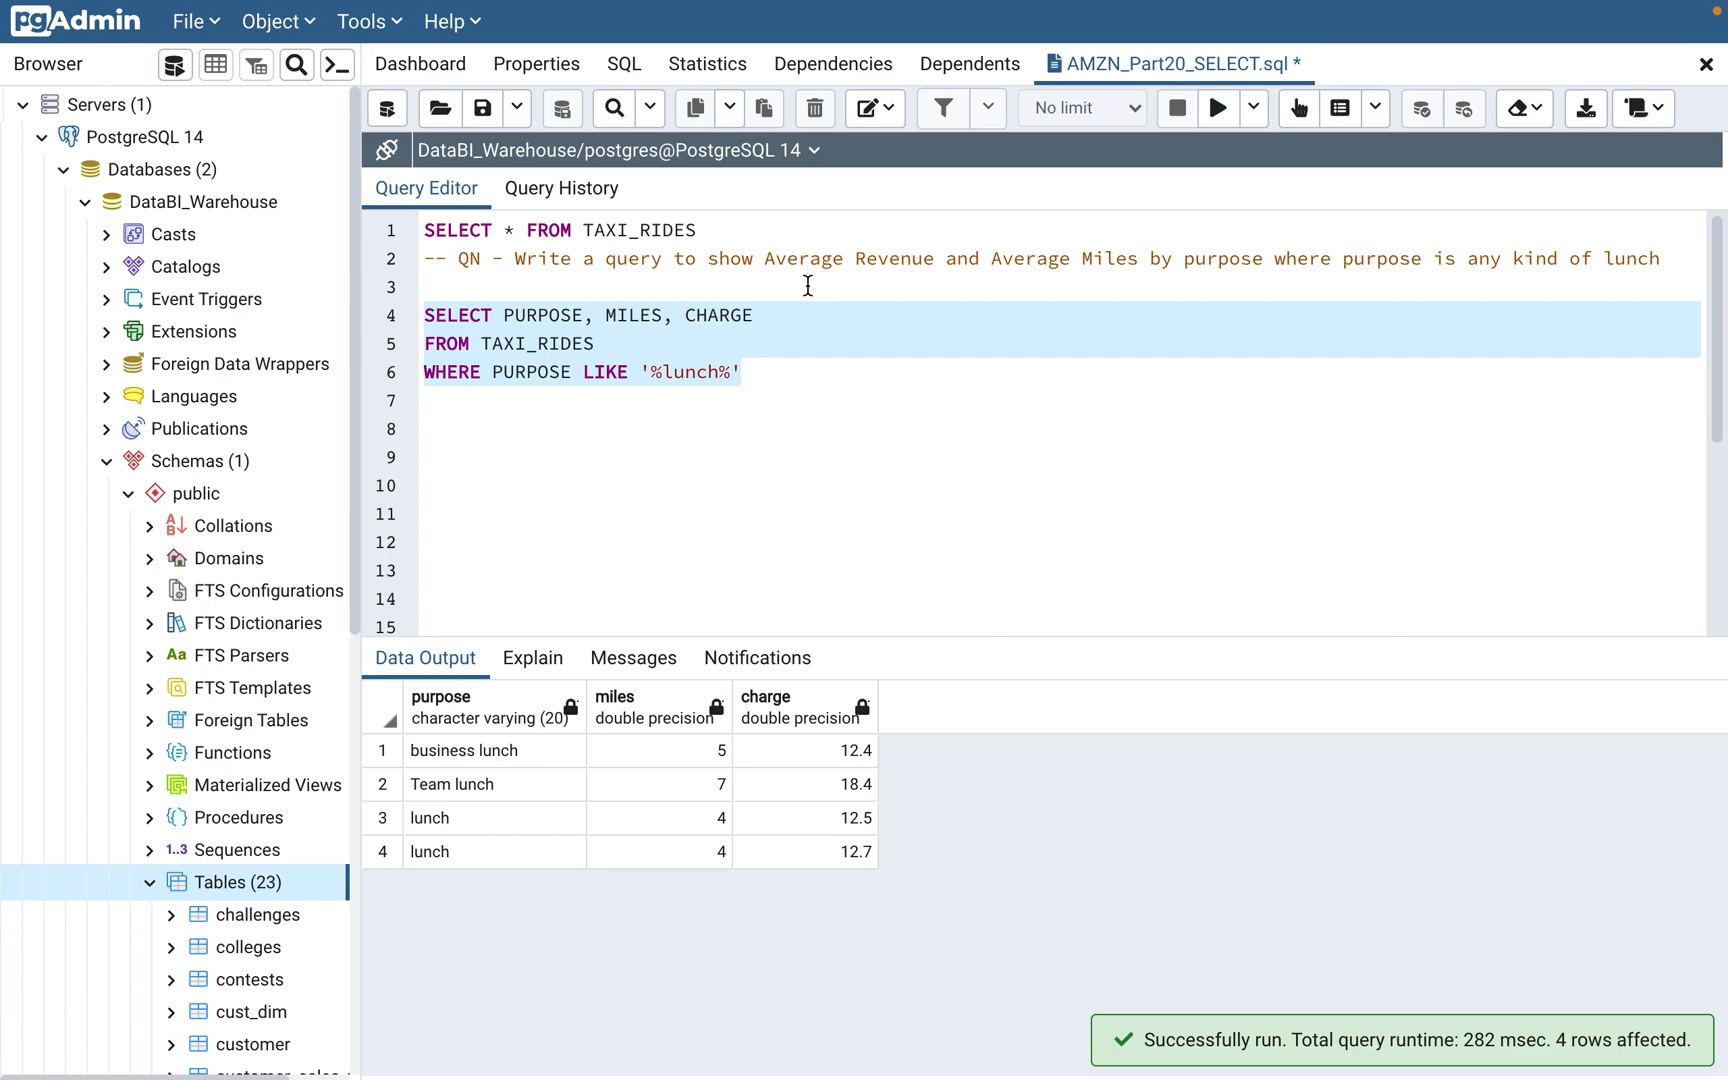 pgAdmin File Object Tools Help
Browser
Dashboard Properties SQL Statistics Dependencies Dependents AMZN_Part20_SELECT.sql *
No limit
DataBI_Warehouse/postgres@PostgreSQL 14
Query Editor Query History
Servers (1)
PostgreSQL 14
Databases (2)
DataBI_Warehouse
Casts
Catalogs
Event Triggers
Extensions
Foreign Data Wrappers
Languages
Publications
Schemas (1)
public
Collations
Domains
FTS Configurations
FTS Dictionaries
Aa FTS Parsers
FTS Templates
Foreign Tables
Functions
Materialized Views
Procedures
1..3 Sequences
Tables (23)
challenges
colleges
contests
cust_dim
customer
1 SELECT * FROM TAXI_RIDES
2 -- QN - Write a query to show Average Revenue and Average Miles by purpose where purpose is any kind of lunch
3
4 SELECT PURPOSE, MILES, CHARGE
5 FROM TAXI_RIDES
6 WHERE PURPOSE LIKE '%lunch%'
7
8
9
10
11
12
13
14
15
Data Output Explain Messages Notifications
purpose miles charge
character varying (20) double precision double precision
1 business lunch 5 12.4
2 Team lunch 7 18.4
3 lunch 4 12.5
4 lunch 4 12.7
Successfully run. Total query runtime: 282 msec. 4 rows affected.